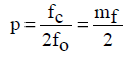 p = f_c / 2f_o = m_f / 2